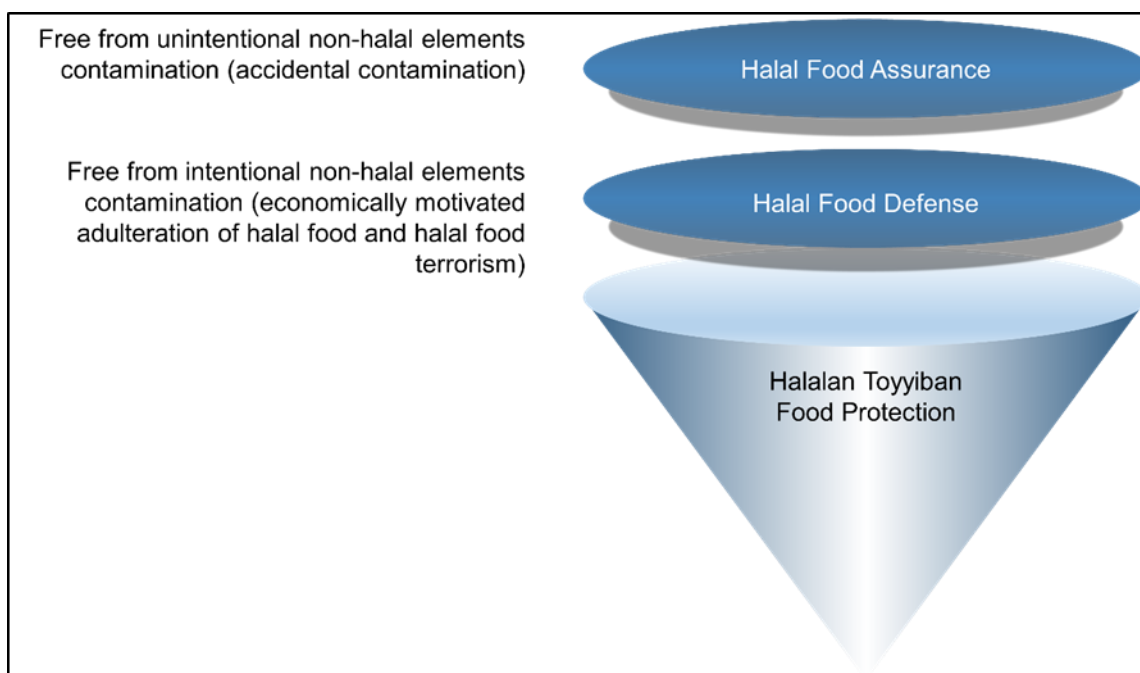 Free from unintentional non-halal elements
contamination (accidental contamination)
Halal Food Assurance
Free from intentional non-halal elements
contamination (economically motivated
adulteration of halal food and halal food
terrorism)
Halal Food Defense
Halalan Toyyiban
Food Protection